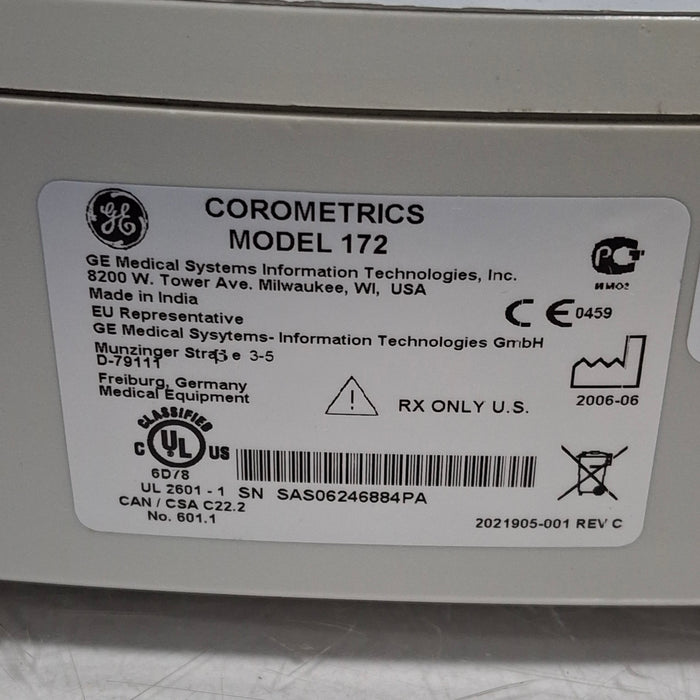 GE
COROMETRICS
MODEL 172
GE Medical Systems Information Technologies, Inc.
8200 W. Tower Ave. Milwaukee, WI, USA
Made in India
EU Representative
GE Medical Sysytems- Information Technologies GmbH
Munzinger Straße 3-5
D-79111
Freiburg, Germany
Medical Equipment
РСТ
ИМ02
CE 0459
2006-06
RX ONLY U.S.
CLASSIFIED
C UL US
6D78
UL 2601 - 1
CAN / CSA C22.2
No. 601.1
SN SAS06246884PA
2021905-001 REV C